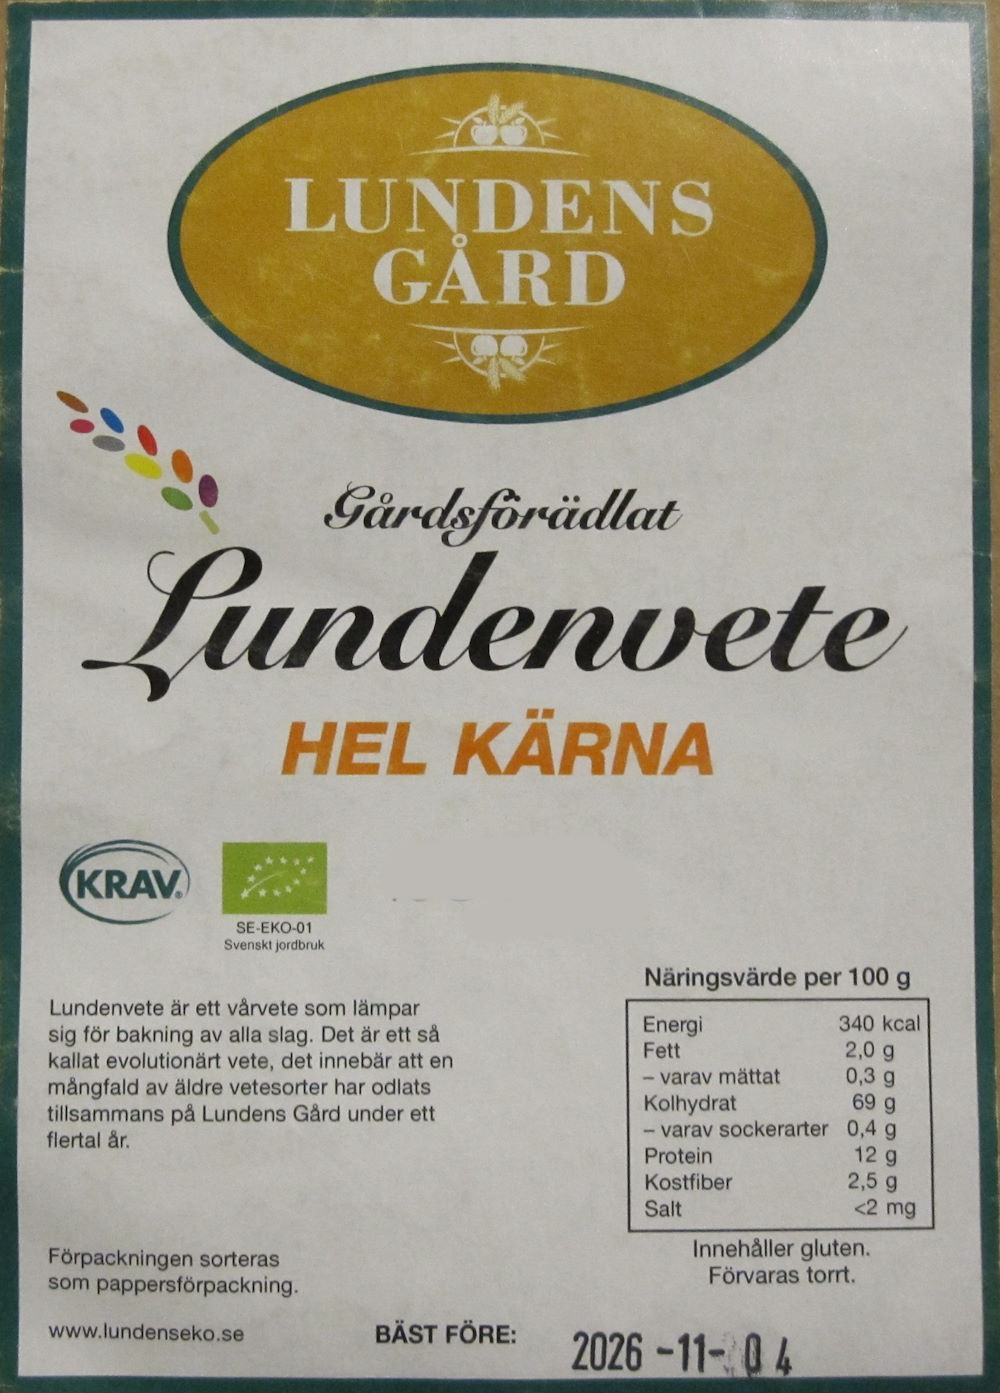 LUNDENS
GÅRD
Gårdsförädlat
Lundenvete
HEL KÄRNA
KRAV®
SE-EKO-01
Svenskt jordbruk
Lundenvete är ett vårvete som lämpar
sig för bakning av alla slag. Det är ett så
kallat evolutionärt vete, det innebär att en
mångfald av äldre vetesorter har odlats
tillsammans på Lundens Gård under ett
flertal år.
Förpackningen sorteras
som pappersförpackning.
www.lundenseko.se
Näringsvärde per 100 g
Energi 340 kcal
Fett 2,0 g
– varav mättat 0,3 g
Kolhydrat 69 g
– varav sockerarter 0,4 g
Protein 12 g
Kostfiber 2,5 g
Salt <2 mg
Innehåller gluten.
Förvaras torrt.
BÄST FÖRE: 2026-11-04